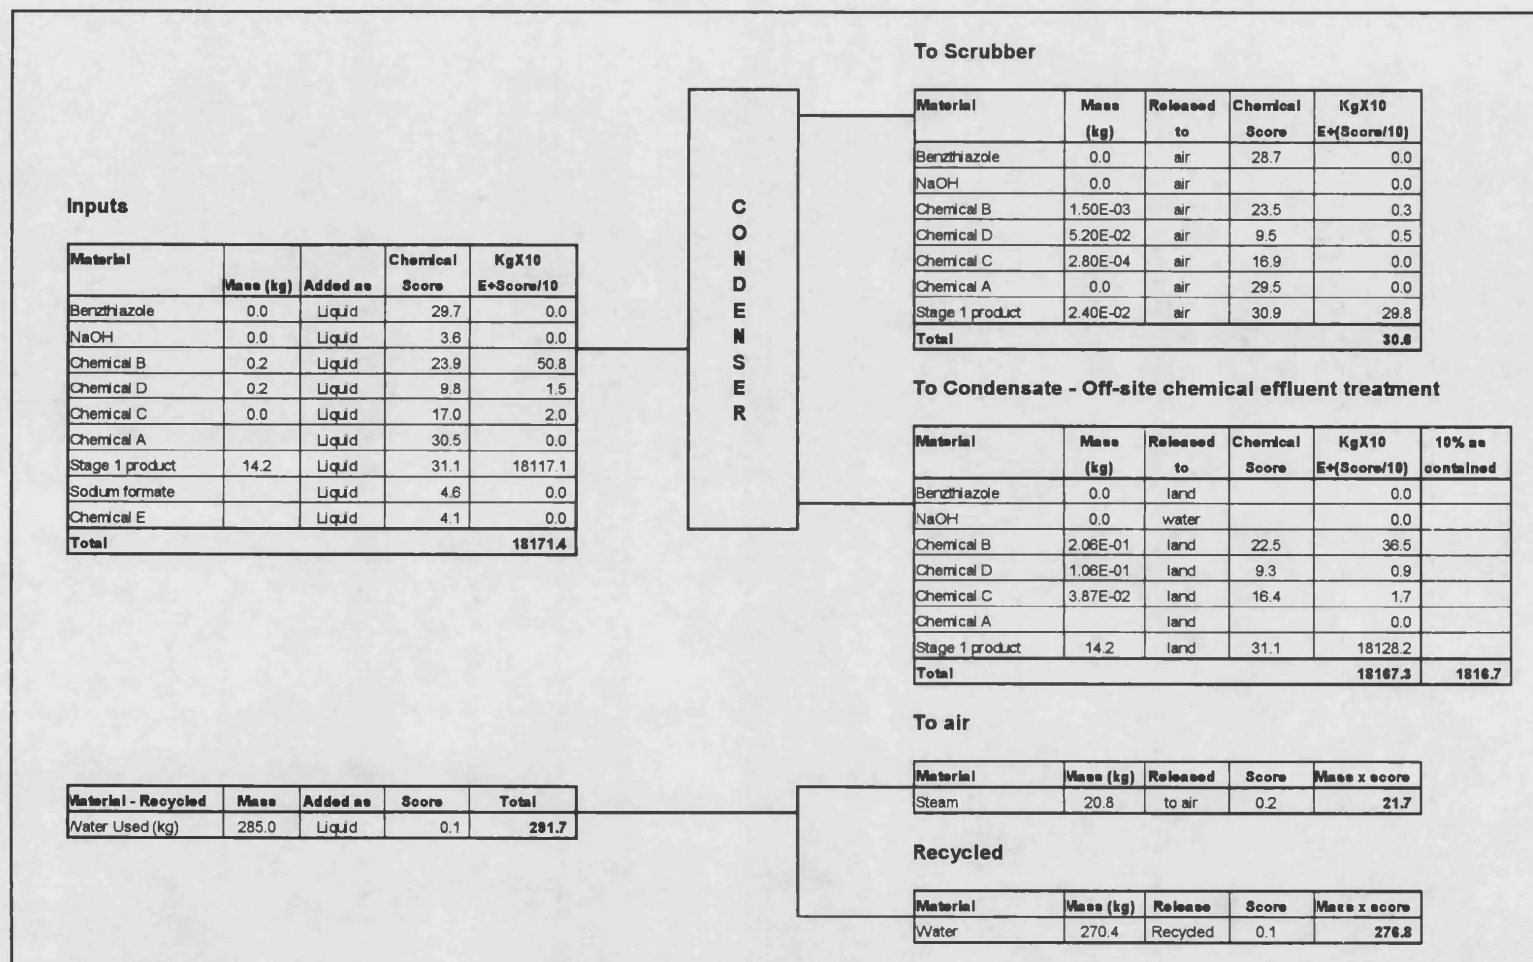 To Scrubber
Material Mass (kg) Released to Chemical Score KgX10 E+(Score/10)
Benzthiazole 0.0 air 28.7 0.0
NaOH 0.0 air 0.0
Chemical B 1.50E-03 air 23.5 0.3
Chemical D 5.20E-02 air 9.5 0.5
Chemical C 2.80E-04 air 16.9 0.0
Chemical A 0.0 air 29.5 0.0
Stage 1 product 2.40E-02 air 30.9 29.8
Total 30.6
Inputs
Material Mass (kg) Added as Chemical Score KgX10 E+Score/10
Benzthiazole 0.0 Liquid 29.7 0.0
NaOH 0.0 Liquid 3.6 0.0
Chemical B 0.2 Liquid 23.9 50.8
Chemical D 0.2 Liquid 9.8 1.5
Chemical C 0.0 Liquid 17.0 2.0
Chemical A Liquid 30.5 0.0
Stage 1 product 14.2 Liquid 31.1 18117.1
Sodium formate Liquid 4.6 0.0
Chemical E Liquid 4.1 0.0
Total 18171.4
CONDENSER
To Condensate - Off-site chemical effluent treatment
Material Mass (kg) Released to Chemical Score KgX10 E+(Score/10) 10% as contained
Benzthiazole 0.0 land 0.0
NaOH 0.0 water 0.0
Chemical B 2.06E-01 land 22.5 36.5
Chemical D 1.06E-01 land 9.3 0.9
Chemical C 3.87E-02 land 16.4 1.7
Chemical A land 0.0
Stage 1 product 14.2 land 31.1 18128.2
Total 18167.3 1816.7
To air
Material Mass (kg) Released Score Mass x score
Steam 20.8 to air 0.2 21.7
Material - Recycled Mass Added as Score Total
Water Used (kg) 285.0 Liquid 0.1 291.7
Recycled
Material Mass (kg) Release Score Mass x score
Water 270.4 Recycled 0.1 276.8